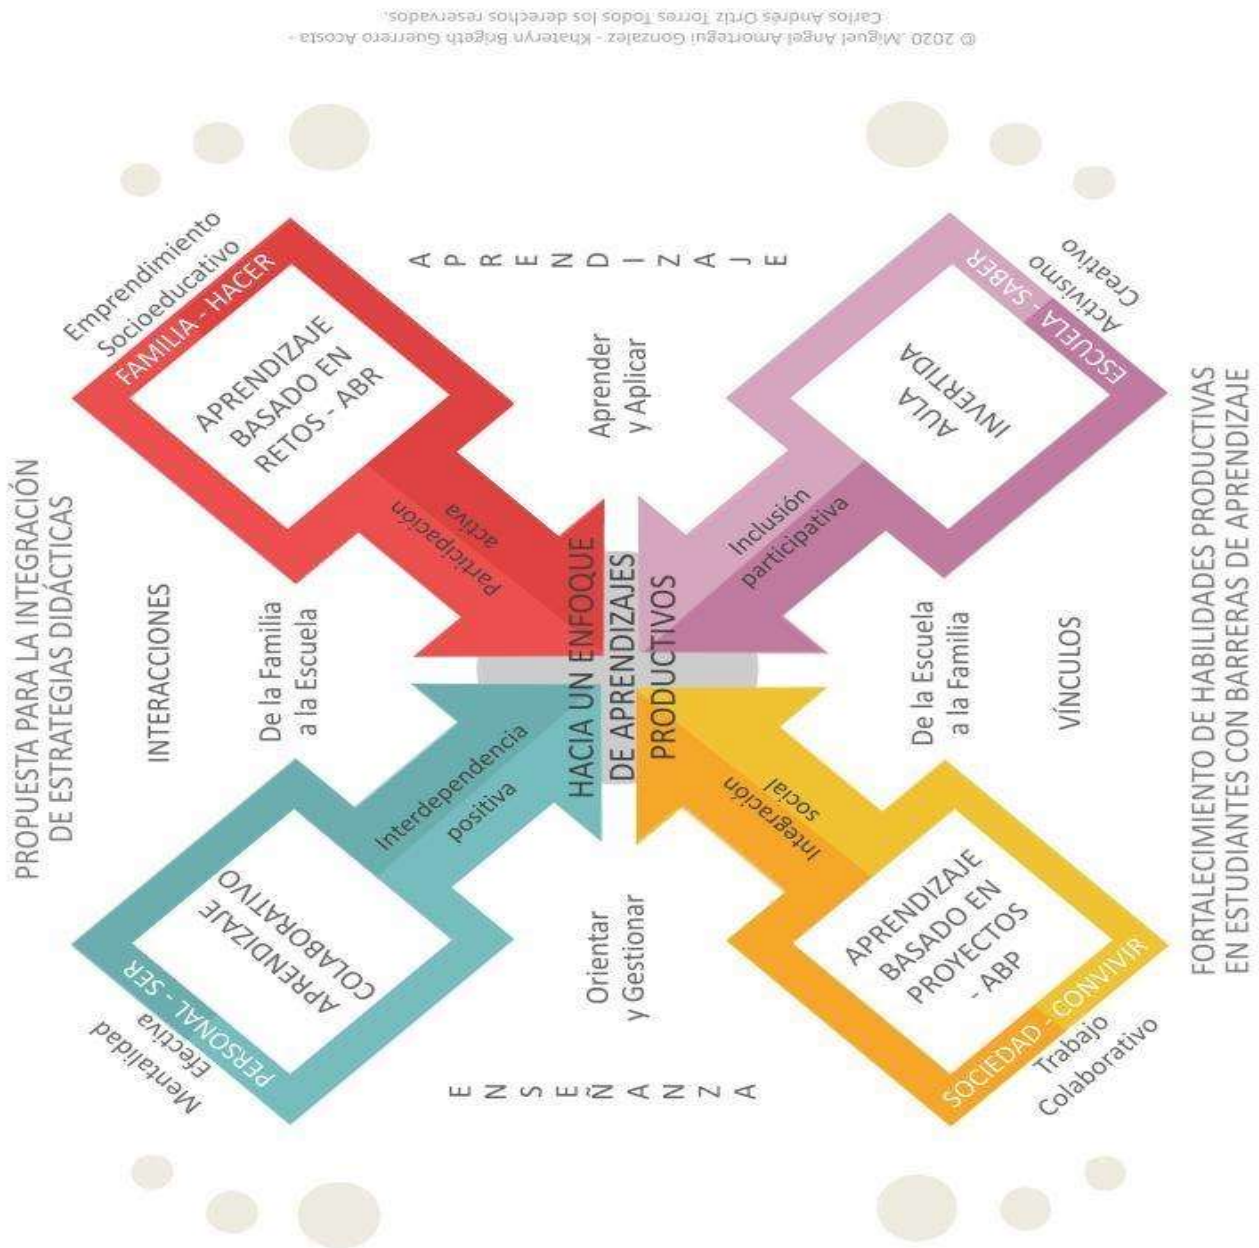 PROPUESTA PARA LA INTÉGRACIÓN
DE ESTRATEGIAS DIDÁCTICAS
Mentalidad
Efectiva
PERSONAL - SER
APRENDIZAJE
COLABORATIVO
Interdependencia
positiva
INTERACCIONES
De la Familia
a la Escuela
Emprendimiento
Socioeducativo
FAMILIA - HACER
APRENDIZAJE
BASADO EN
RETOS - ABR
Participación
activa
ENSEÑANZA
Orientar
y Gestionar
HACIA UN ENFOQUE
DE APRENDIZAJES
PRODUCTIVOS
Aprender
y Aplicar
APRENDIZAJE
Integración
social
APRENDIZAJE
BASADO EN
PROYECTOS
- ABP
SOCIEDAD - CONVIVIR
Trabajo
Colaborativo
De la Escuela
a la Familia
VÍNCULOS
Inclusión
participativa
AULA
INVERTIDA
ESCUELA - SABER
Activismo
Creativo
FORTALECIMIENTO DE HABILIDADES PRODUCTIVAS
EN ESTUDIANTES CON BARRERAS DE APRENDIZAJE
© 2020. Miguel Angel Amortegui Gonzalez - Khateryn Brigeth Guerrero Acosta -
Carlos Andrés Ortiz Torres Todos los derechos reservados.